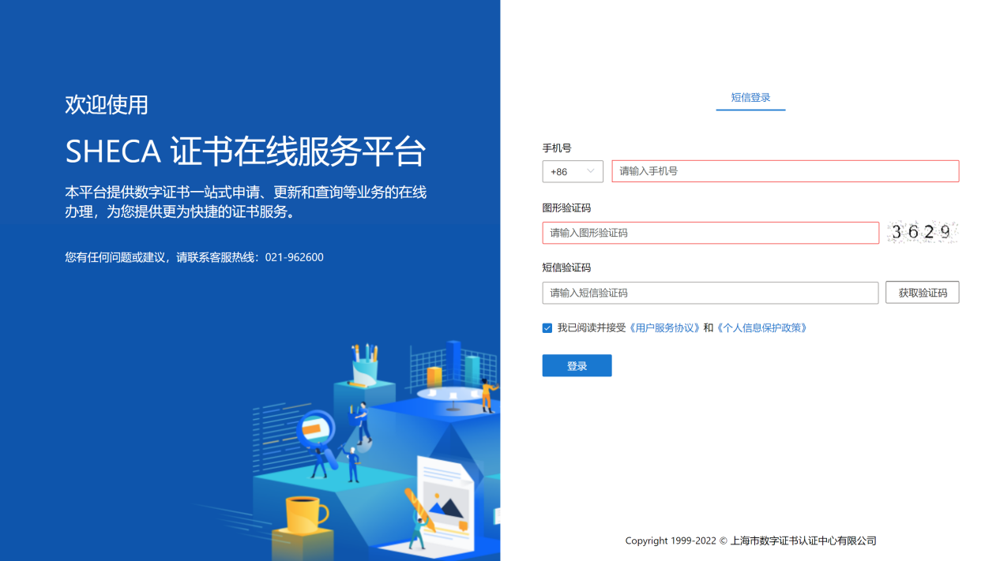 欢迎使用
SHECA 证书在线服务平台
本平台提供数字证书一站式申请、更新和查询等业务的在线
办理，为您提供更为快捷的证书服务。
您有任何问题或建议，请联系客服热线：021-962600
短信登录
手机号
+86 请输入手机号
图形验证码
请输入图形验证码 3629
短信验证码
请输入短信验证码 获取验证码
我已阅读并接受《用户服务协议》和《个人信息保护政策》
登录
Copyright 1999-2022 © 上海市数字证书认证中心有限公司